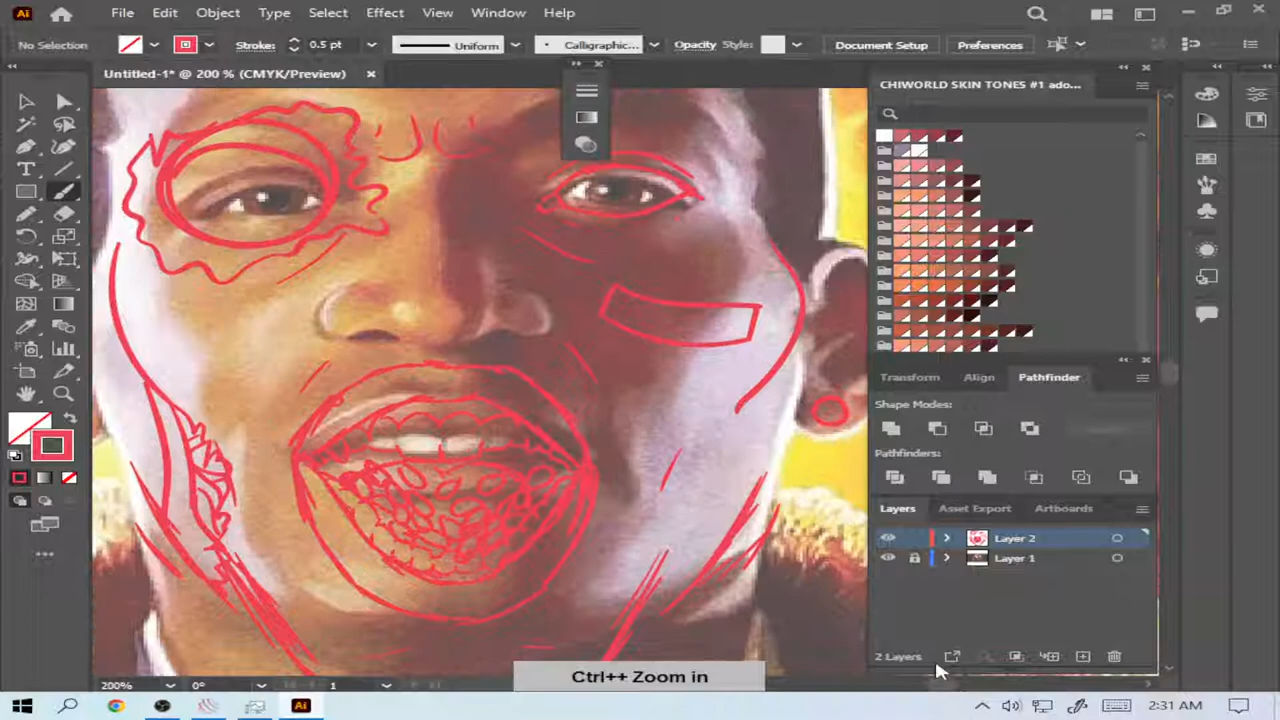 Ai File Edit Object Type Select Effect View Window Help
No Selection Stroke: 0.5 pt Uniform Calligraphic... Opacity Style: Document Setup Preferences
Untitled-1* @ 200 % (CMYK/Preview)
CHIWORLD SKIN TONES #1 ado...
Transform Align Pathfinder
Shape Modes:
Pathfinders:
Layers Asset Export Artboards
Layer 2
Layer 1
2 Layers
Ctrl++ Zoom in
200% 0° 1
Ai 2:31 AM